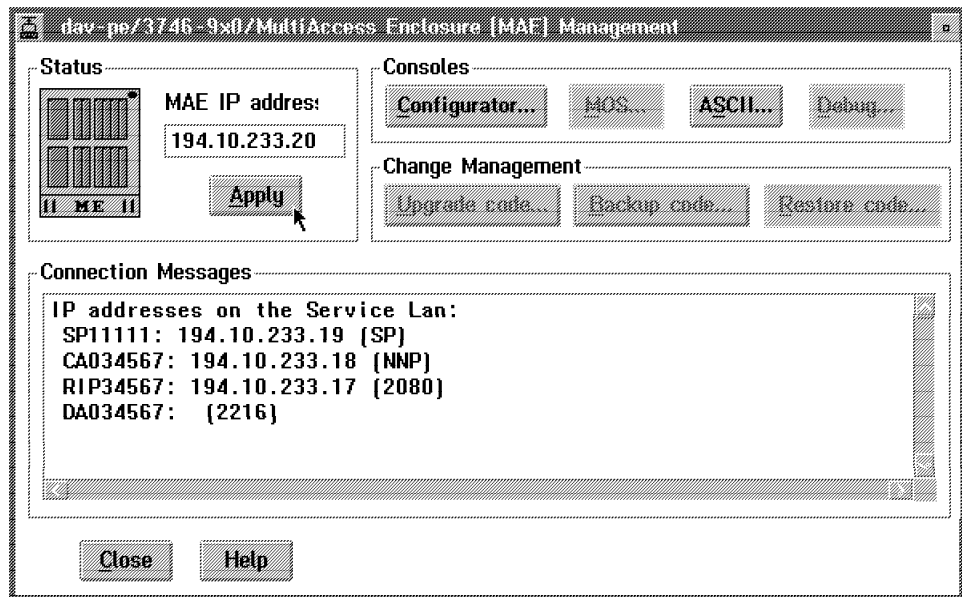 dav-pe/3746-9x0/MultiAccess Enclosure (MAE) Management
Status
MAE IP address
194.10.233.20
Apply
II ME II
Consoles
Configurator...
MOS...
ASCII...
Debug...
Change Management
Upgrade code...
Backup code...
Restore code...
Connection Messages
IP addresses on the Service Lan:
SP11111: 194.10.233.19 (SP)
CA034567: 194.10.233.18 (NNP)
RIP34567: 194.10.233.17 (2080)
DA034567:  (2216)
Close
Help